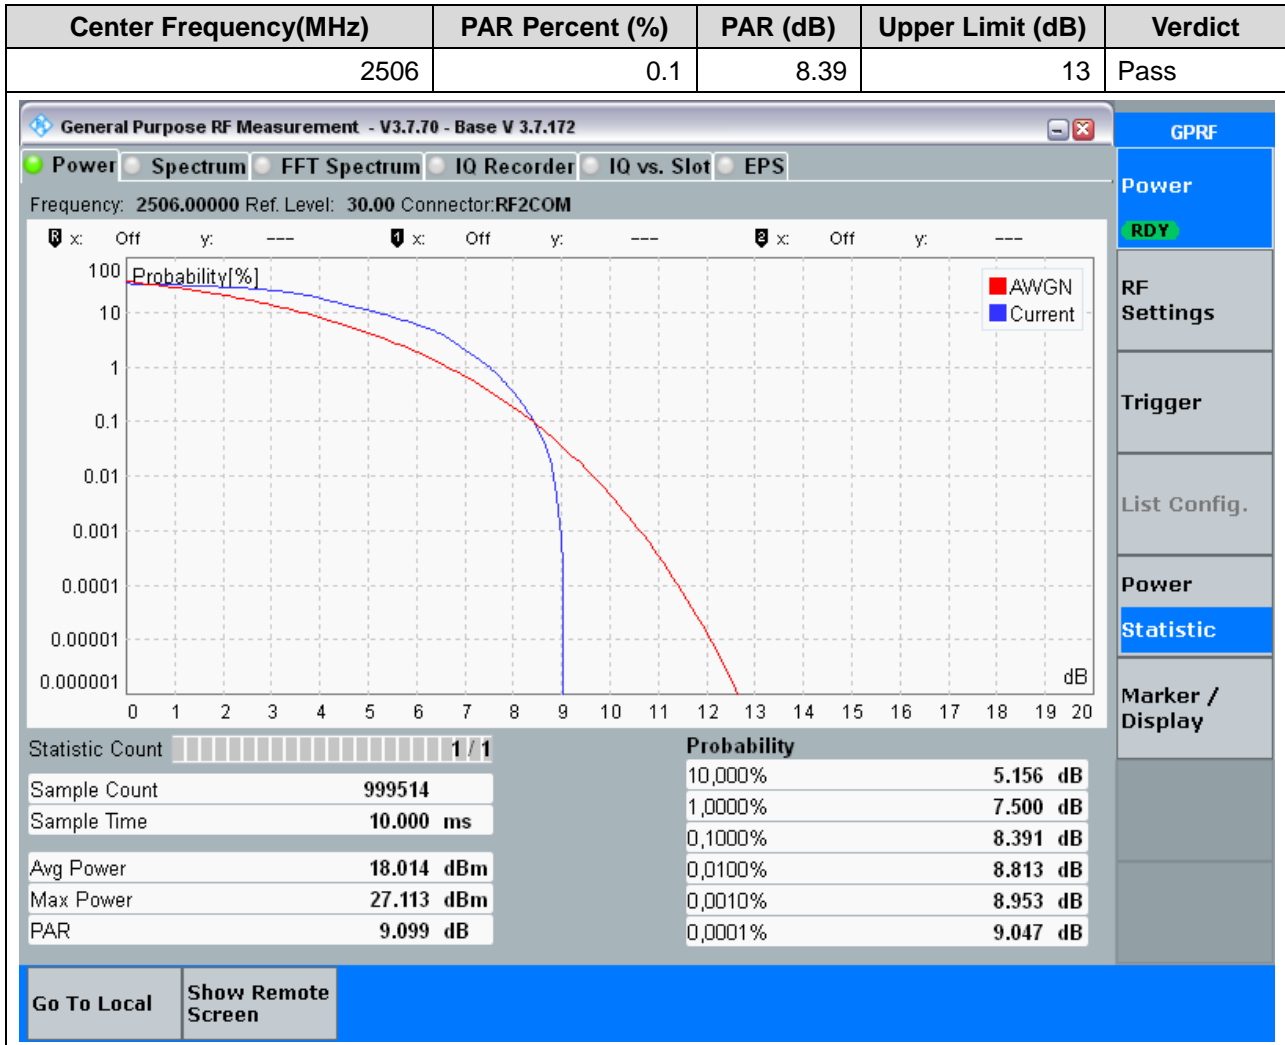 Center Frequency(MHz) PAR Percent (%) PAR (dB) Upper Limit (dB) Verdict
2506 0.1 8.39 13 Pass
General Purpose RF Measurement - V3.7.70 - Base V 3.7.172
GPRF
Power Spectrum FFT Spectrum IQ Recorder IQ vs. Slot EPS
Power
RDY
Frequency: 2506.00000 Ref. Level: 30.00 Connector:RF2COM
R x: Off y: --- 1 x: Off y: --- 2 x: Off y: ---
Probability[%]
AWGN
Current
100
10
1
0.1
0.01
0.001
0.0001
0.00001
0.000001
dB
0 1 2 3 4 5 6 7 8 9 10 11 12 13 14 15 16 17 18 19 20
RF
Settings
Trigger
List Config.
Power
Statistic
Marker /
Display
Statistic Count 1 / 1
Sample Count 999514
Sample Time 10.000 ms
Avg Power 18.014 dBm
Max Power 27.113 dBm
PAR 9.099 dB
Probability
10,000% 5.156 dB
1,0000% 7.500 dB
0,1000% 8.391 dB
0,0100% 8.813 dB
0,0010% 8.953 dB
0,0001% 9.047 dB
Go To Local
Show Remote
Screen